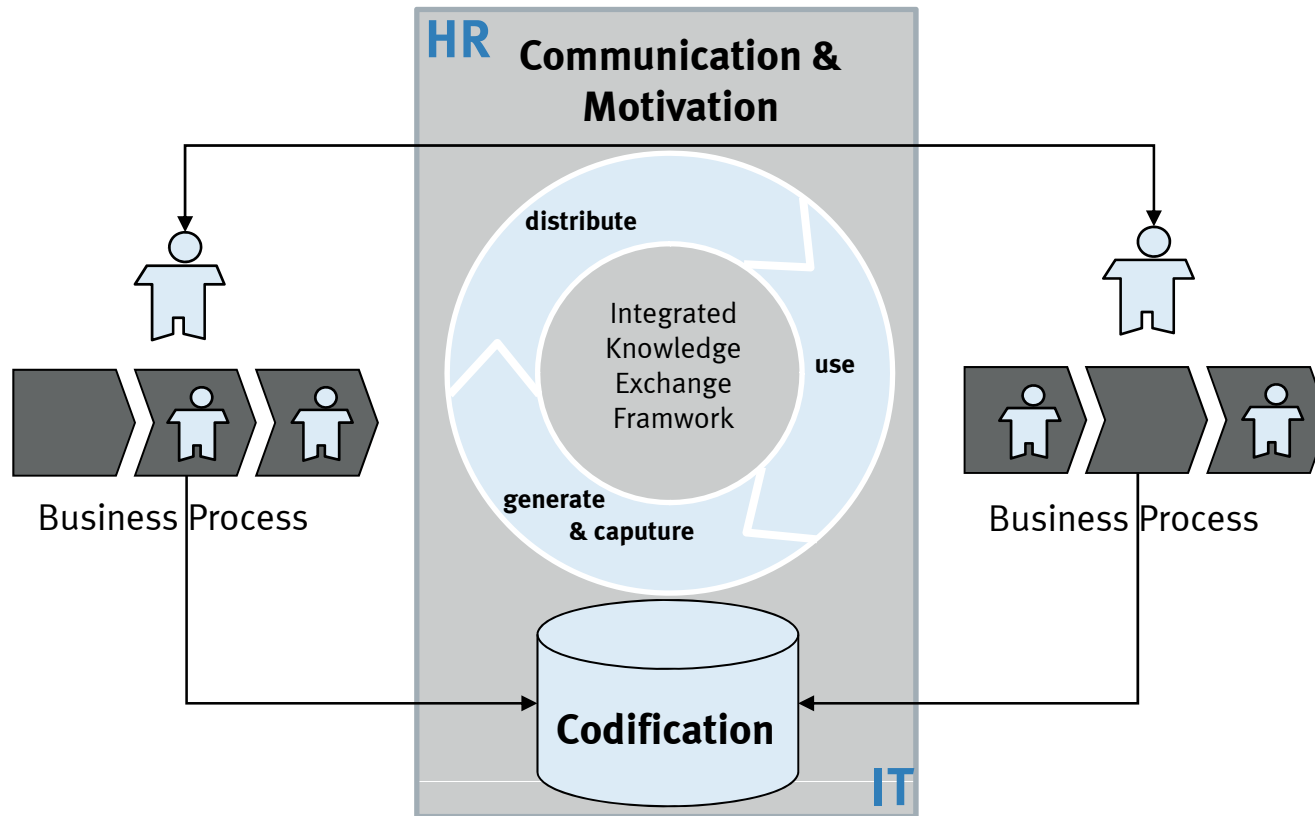 HR
Communication &
Motivation
distribute
Integrated
Knowledge
Exchange
Framwork
use
generate
& caputure
Business Process
Business Process
Codification
IT